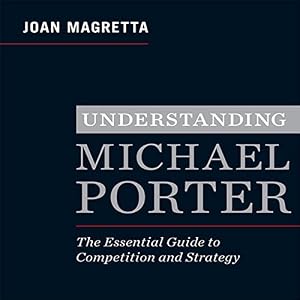 JOAN MAGRETTA
UNDERSTANDING
MICHAEL
PORTER
The Essential Guide to
Competition and Strategy